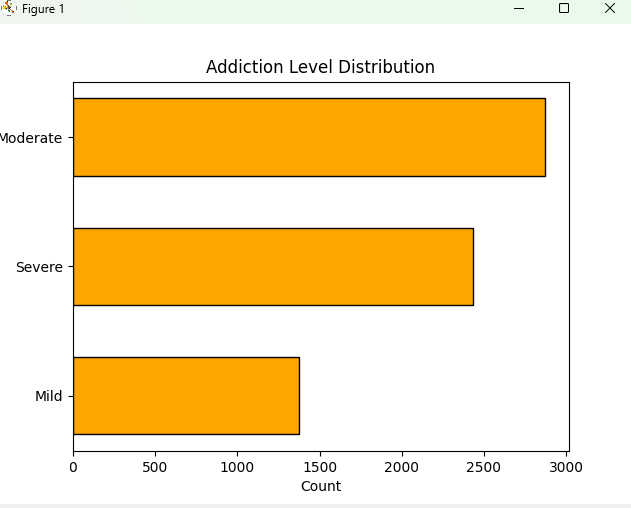 Figure 1
Addiction Level Distribution
Moderate
Severe
Mild
0 500 1000 1500 2000 2500 3000
Count